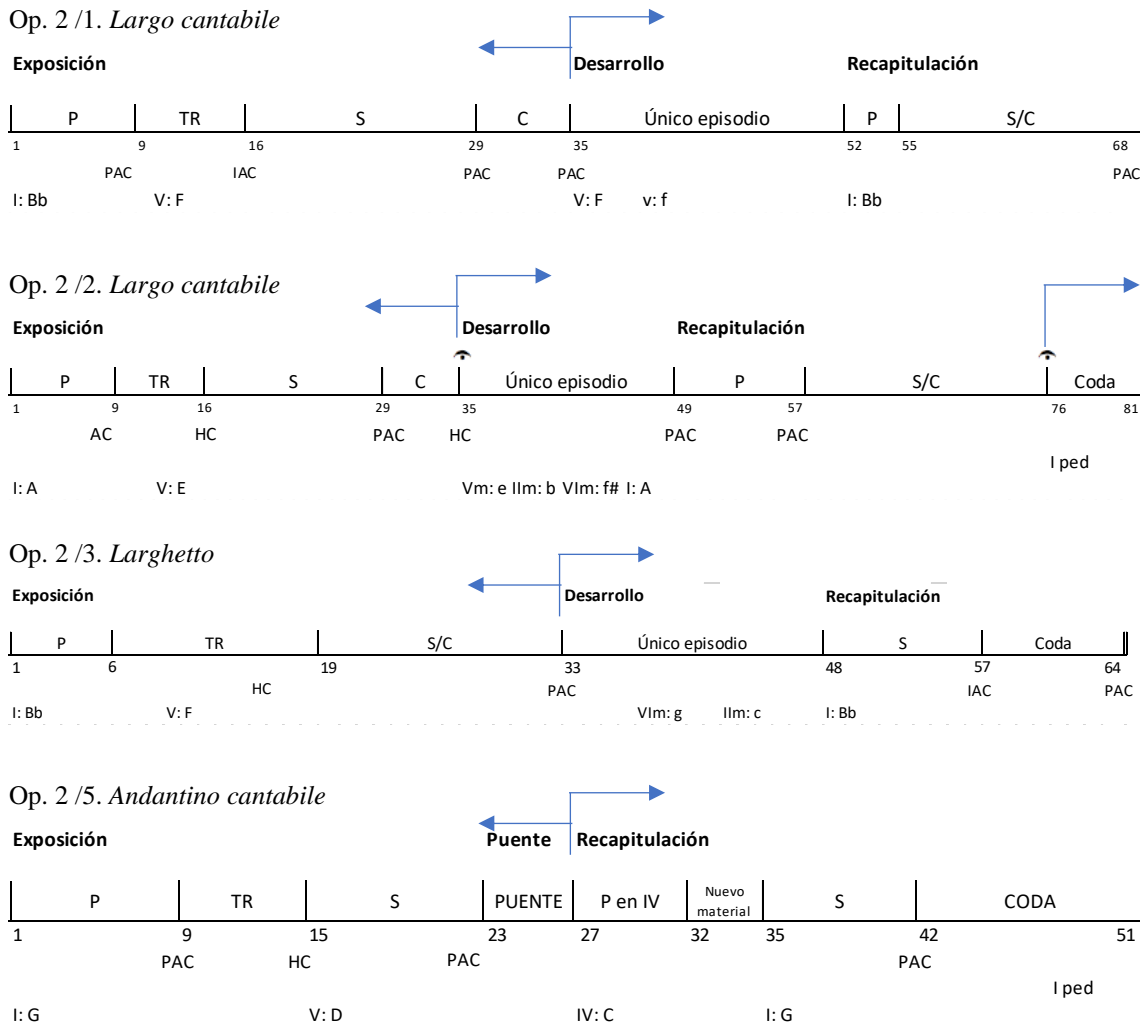 Op. 2 /1. Largo cantabile
Exposición Desarrollo Recapitulación
P TR S C Único episodio P S/C
1 9 16 29 35 52 55 68
PAC IAC PAC PAC PAC
I: Bb V: F V: F v: f I: Bb
Op. 2 /2. Largo cantabile
Exposición Desarrollo Recapitulación
P TR S C Único episodio P S/C Coda
1 9 16 29 35 49 57 76 81
AC HC PAC HC PAC PAC
I ped
I: A V: E Vm: e IIm: b VIm: f# I: A
Op. 2 /3. Larghetto
Exposición Desarrollo Recapitulación
P TR S/C Único episodio S Coda
1 6 19 33 48 57 64
HC PAC IAC PAC
I: Bb V: F VIm: g IIm: c I: Bb
Op. 2 /5. Andantino cantabile
Exposición Puente Recapitulación
P TR S PUENTE P en IV Nuevo material S CODA
1 9 15 23 27 32 35 42 51
PAC HC PAC PAC
I ped
I: G V: D IV: C I: G